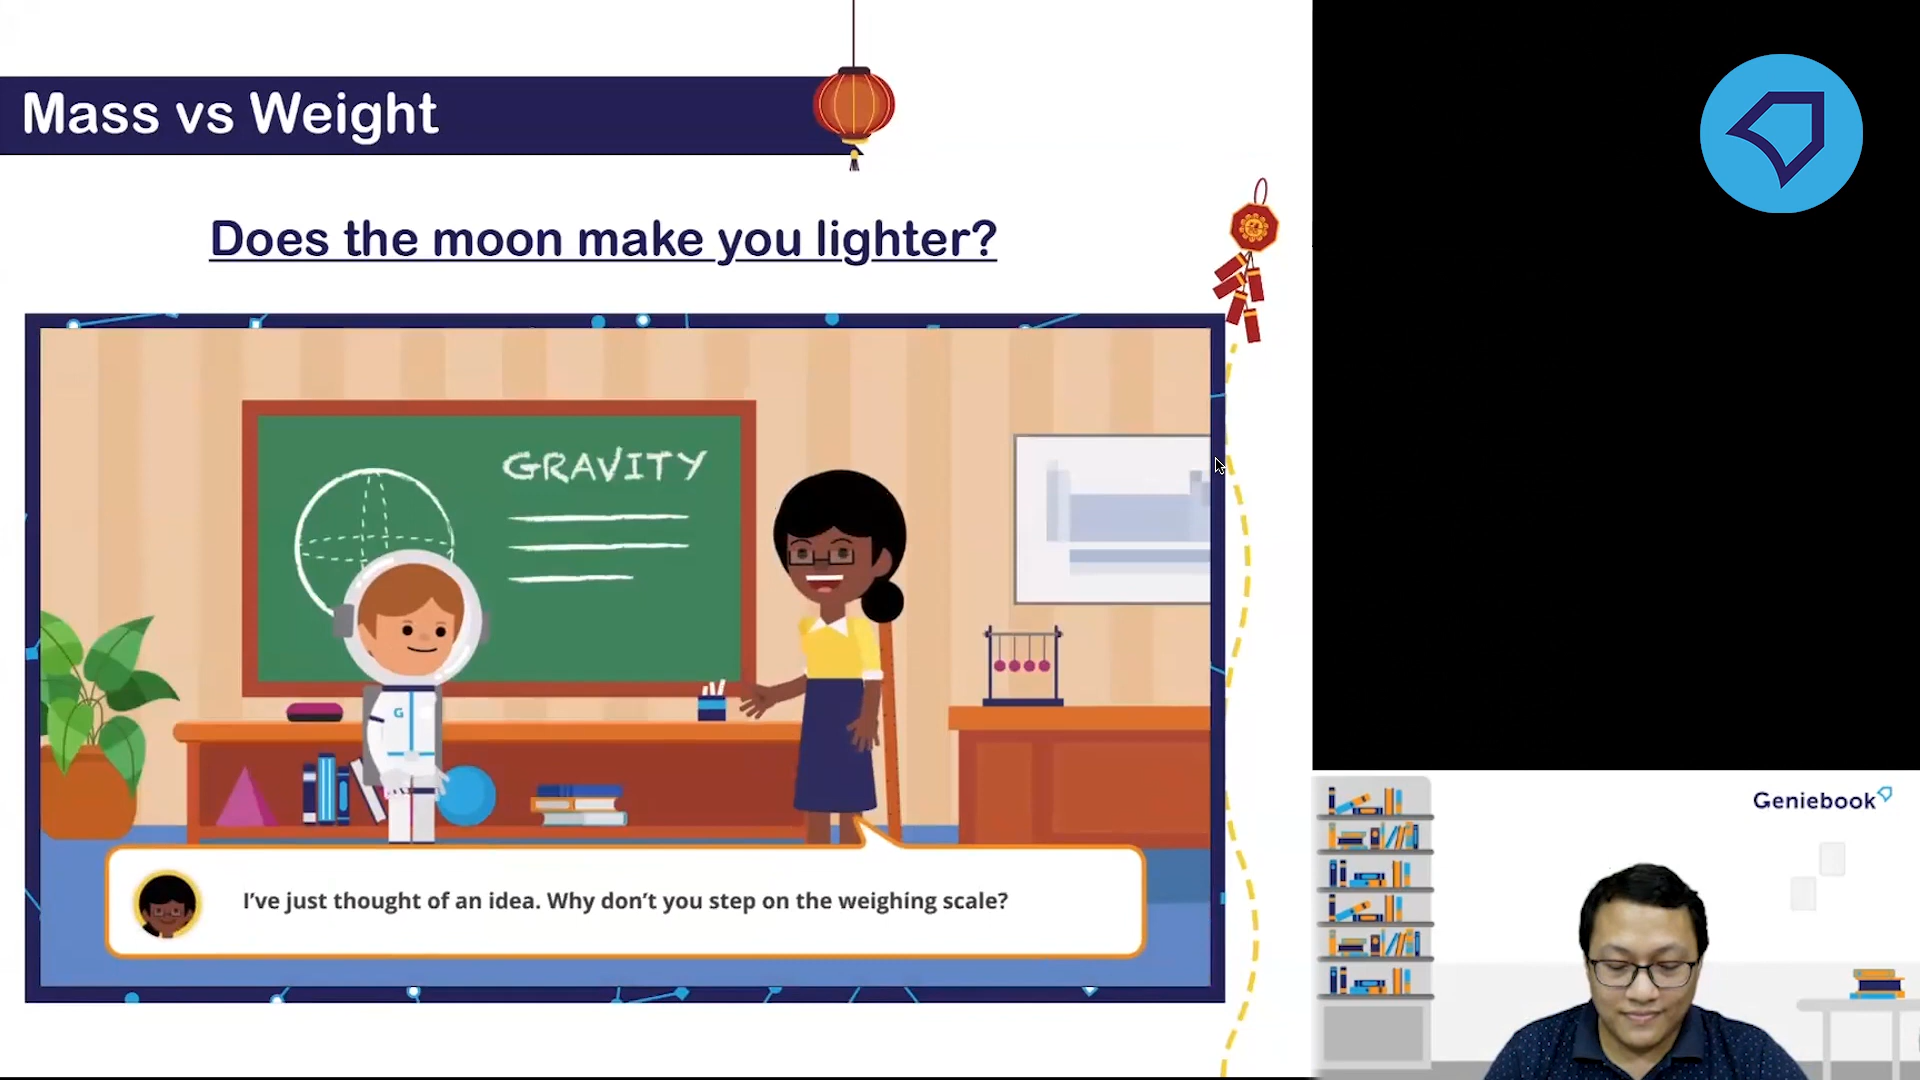 Mass vs Weight
Does the moon make you lighter?
GRAVITY
G
I've just thought of an idea. Why don't you step on the weighing scale?
Geniebook